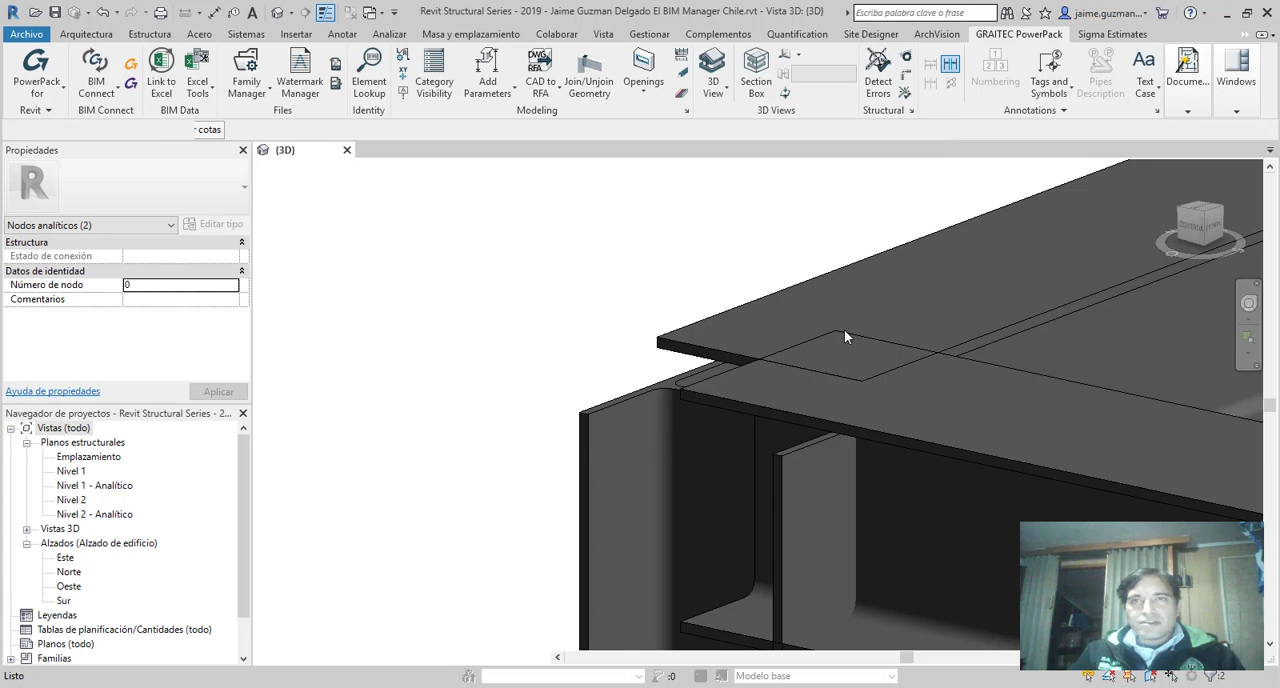 Revit Structural Series - 2019 - Jaime Guzman Delgado El BIM Manager Chile.rvt - Vista 3D: {3D}
Escriba palabra clave o frase
jaime.guzman...
Archivo Arquitectura Estructura Acero Sistemas Insertar Anotar Analizar Masa y emplazamiento Colaborar Vista Gestionar Complementos Quantification Site Designer ArchVision GRAITEC PowerPack Sigma Estimates
PowerPack for
BIM Connect
Link to Excel
Excel Tools
Family Manager
Watermark Manager
Element Lookup
Category Visibility
Add Parameters
CAD to RFA
Join/Unjoin Geometry
Openings
3D View
Section Box
Detect Errors
Numbering
Tags and Symbols
Pipes Description
Text Case
Docume...
Windows
Revit BIM Connect BIM Data Files Identity Modeling 3D Views Structural Annotations
cotas
Propiedades
{3D}
Nodos analíticos (2)
Editar tipo
Estructura
Estado de conexión
Datos de identidad
Número de nodo 0
Comentarios
Ayuda de propiedades
Aplicar
Navegador de proyectos - Revit Structural Series - 2...
Vistas (todo)
Planos estructurales
Emplazamiento
Nivel 1
Nivel 1 - Analítico
Nivel 2
Nivel 2 - Analítico
Vistas 3D
Alzados (Alzado de edificio)
Este
Norte
Oeste
Sur
Leyendas
Tablas de planificación/Cantidades (todo)
Planos (todo)
Familias
Listo
:0
Modelo base
:2